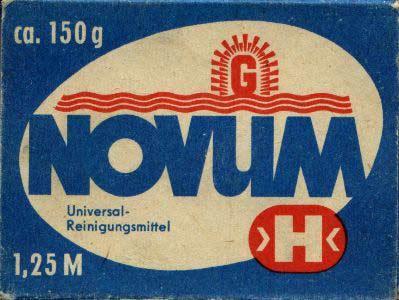 ca. 150 g
G
NOVUM
Universal-
Reinigungsmittel
›H‹
1,25 M